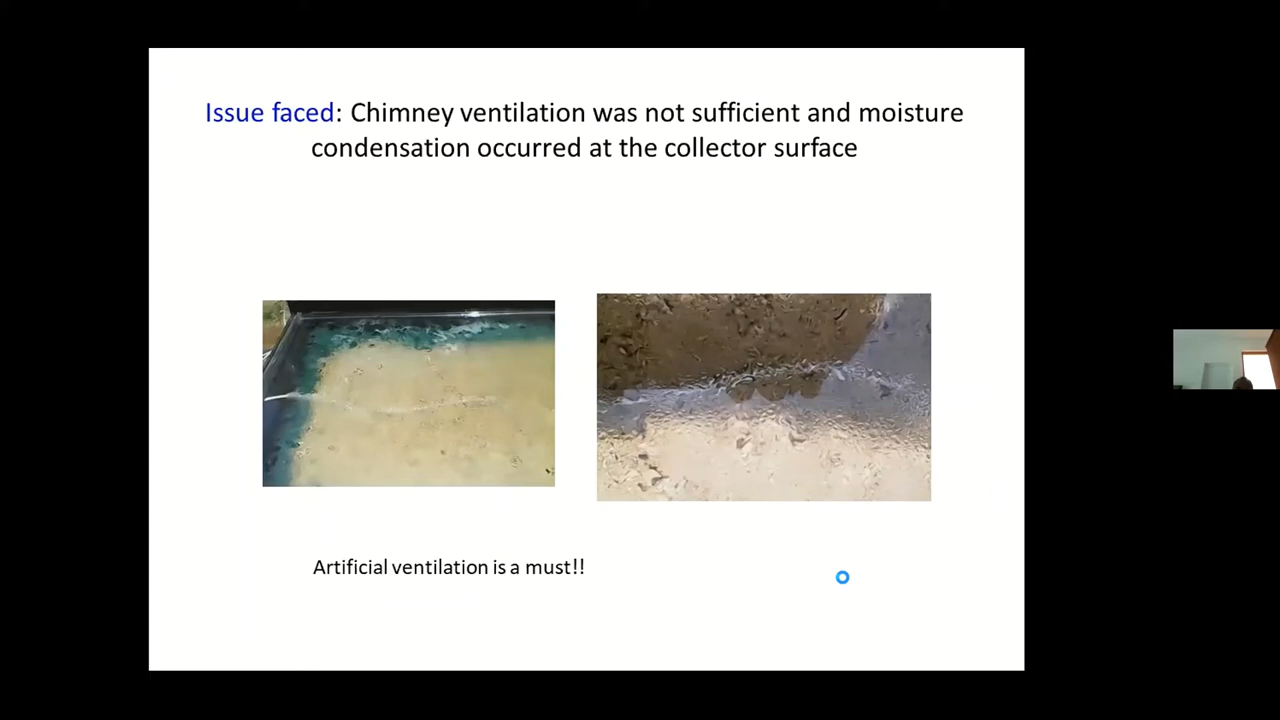 Issue faced: Chimney ventilation was not sufficient and moisture
condensation occurred at the collector surface
Artificial ventilation is a must!!